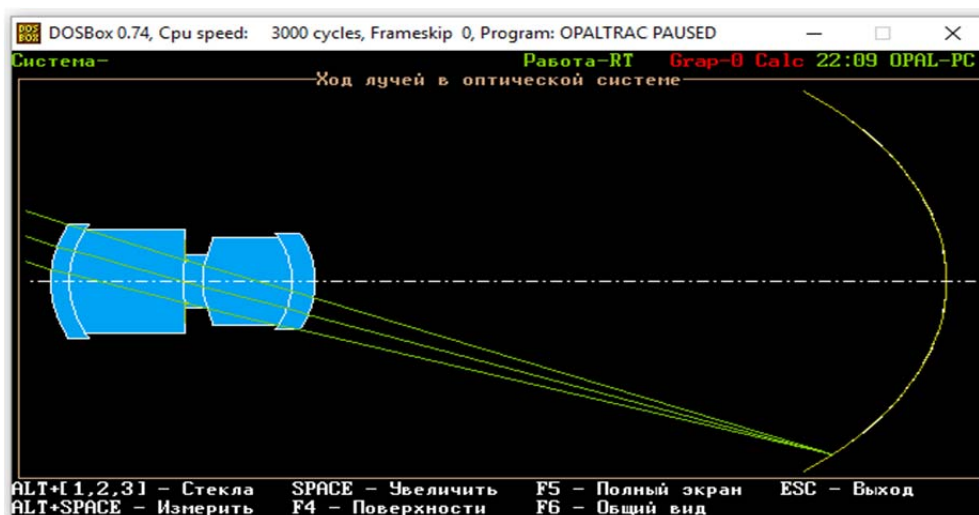 DOSBox 0.74, Cpu speed: 3000 cycles, Frameskip 0, Program: OPALTRAC PAUSED
Система- Работа-RT Grap-0 Calc 22:09 OPAL-PC
Ход лучей в оптической системе
ALT+[1,2,3] - Стекла SPACE - Увеличить F5 - Полный экран ESC - Выход
ALT+SPACE - Измерить F4 - Поверхности F6 - Общий вид